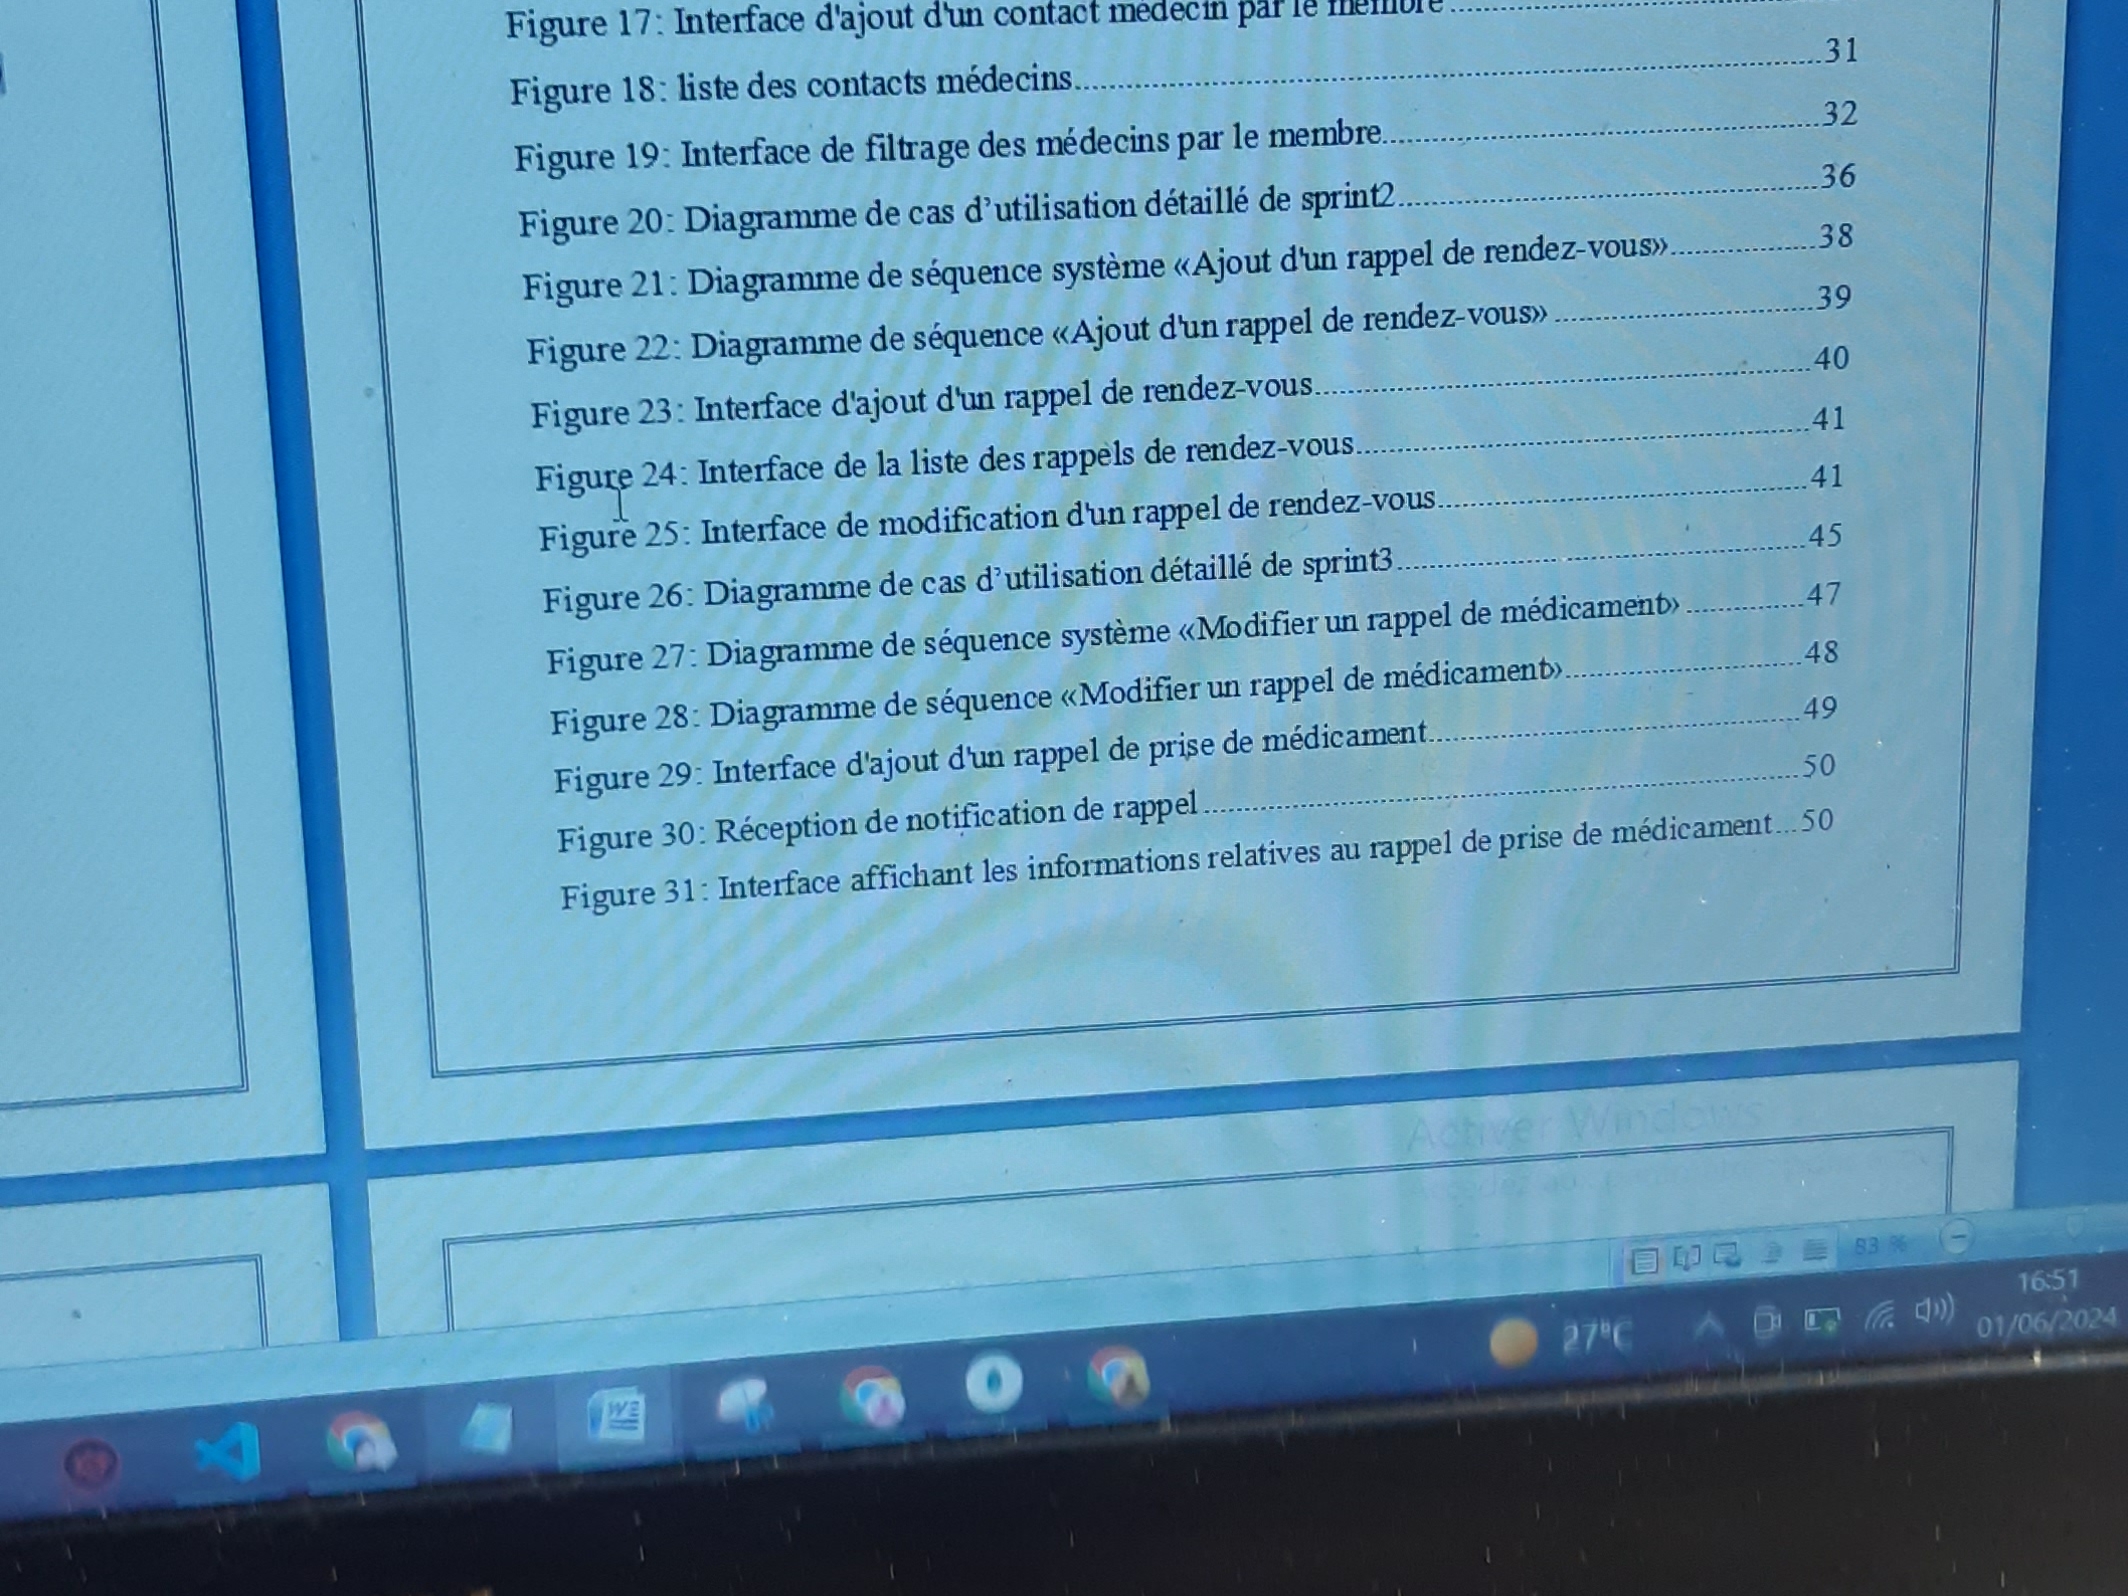 Figure 17: Interface d'ajout d'un contact médecin par le membre
Figure 18: liste des contacts médecins 31
Figure 19: Interface de filtrage des médecins par le membre 32
Figure 20: Diagramme de cas d’utilisation détaillé de sprint2 36
Figure 21: Diagramme de séquence système «Ajout d'un rappel de rendez-vous» 38
Figure 22: Diagramme de séquence «Ajout d'un rappel de rendez-vous» 39
Figure 23: Interface d'ajout d'un rappel de rendez-vous 40
Figure 24: Interface de la liste des rappels de rendez-vous 41
Figure 25: Interface de modification d'un rappel de rendez-vous 41
Figure 26: Diagramme de cas d’utilisation détaillé de sprint3 45
Figure 27: Diagramme de séquence système «Modifier un rappel de médicament» 47
Figure 28: Diagramme de séquence «Modifier un rappel de médicament» 48
Figure 29: Interface d'ajout d'un rappel de prise de médicament 49
Figure 30: Réception de notification de rappel 50
Figure 31: Interface affichant les informations relatives au rappel de prise de médicament...50
Activer Windows
83 %
27°C
16:51
01/06/2024